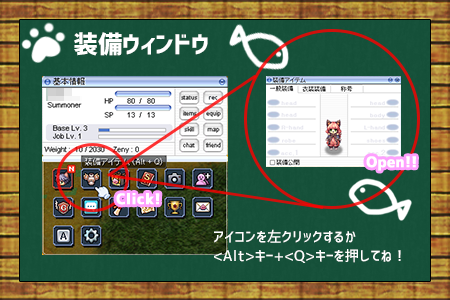 装備ウィンドウ
基本情報
Summoner
HP 80 / 80
SP 13 / 13
Base Lv. 3
Job Lv. 1
Weight : 10 / 2030 Zeny : 0
status rec
items equip
skill map
chat friend
装備アイテム(Alt + Q)
Click!
装備アイテム
一般装備 衣装装備 称号
□ 装備公開
Open!!
アイコンを左クリックするか
<Alt>キー+<Q>キーを押してね！